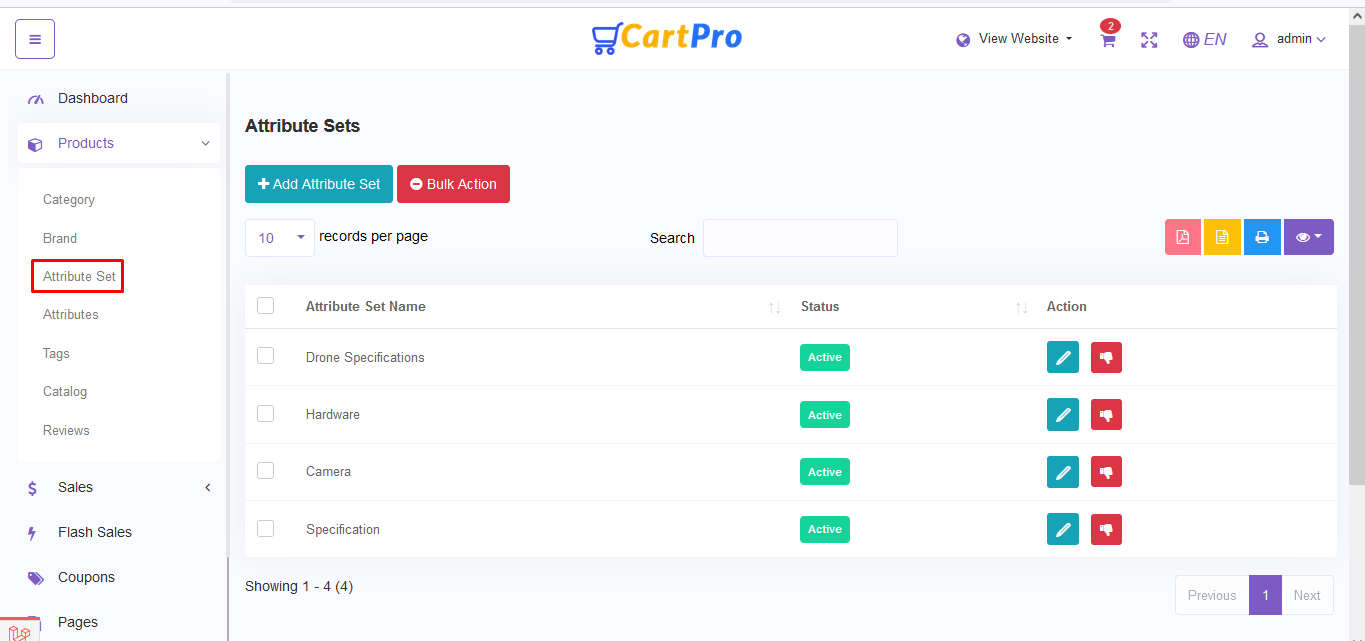 CartPro
View Website
2
EN
admin
Dashboard
Products
Category
Brand
Attribute Set
Attributes
Tags
Catalog
Reviews
Sales
Flash Sales
Coupons
Pages
Attribute Sets
Add Attribute Set
Bulk Action
10 records per page
Search
Attribute Set Name Status Action
Drone Specifications Active
Hardware Active
Camera Active
Specification Active
Showing 1 - 4 (4)
Previous 1 Next